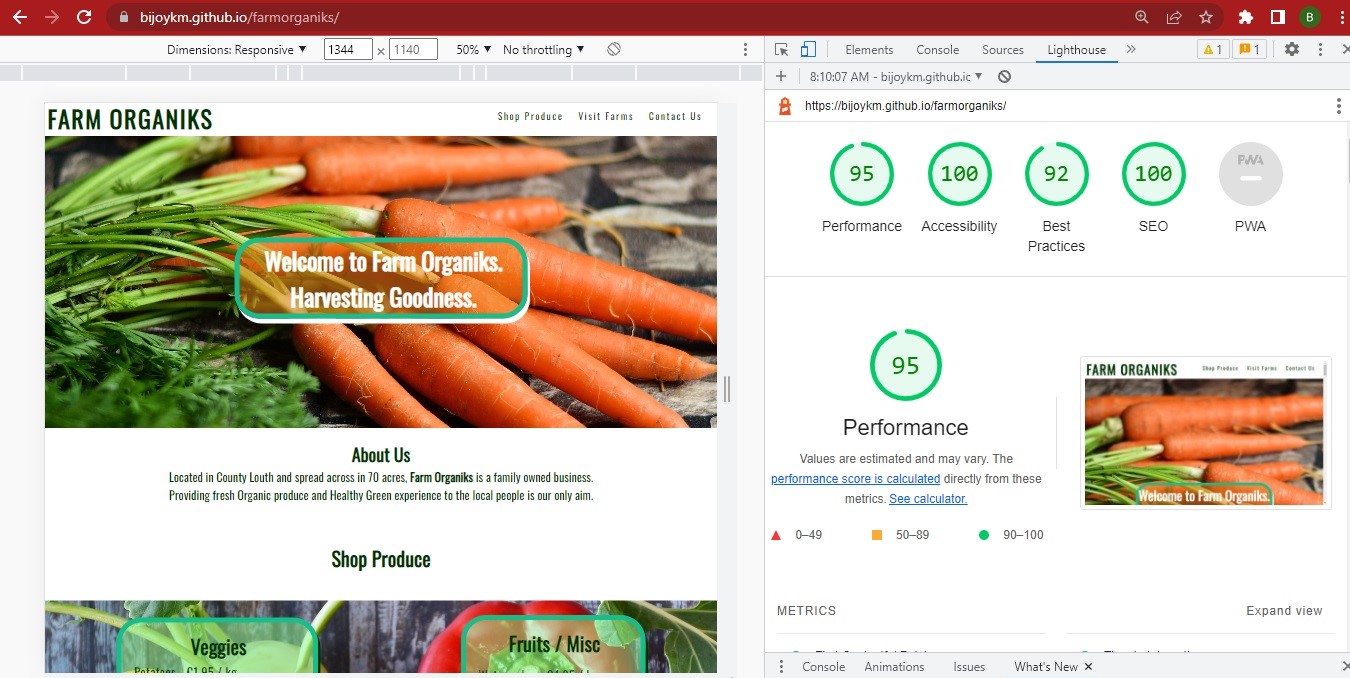 bijoykm.github.io/farmorganiks/
B
Dimensions: Responsive
1344 × 1140
50%
No throttling
Elements
Console
Sources
Lighthouse
1
1
8:10:07 AM - bijoykm.github.ic
https://bijoykm.github.io/farmorganiks/
FARM ORGANIKS
Shop Produce Visit Farms Contact Us
Welcome to Farm Organiks.
Harvesting Goodness.
About Us
Located in County Louth and spread across in 70 acres, Farm Organiks is a family owned business.
Providing fresh Organic produce and Healthy Green experience to the local people is our only aim.
Shop Produce
Veggies
Fruits / Misc
95
Performance
100
Accessibility
92
Best
Practices
100
SEO
PWA
PWA
95
Performance
Values are estimated and may vary. The
performance score is calculated directly from these
metrics. See calculator.
0–49
50–89
90–100
FARM ORGANIKS
Shop Produce Visit Farms Contact Us
Welcome to Farm Organiks.
METRICS
Expand view
Console
Animations
Issues
What's New